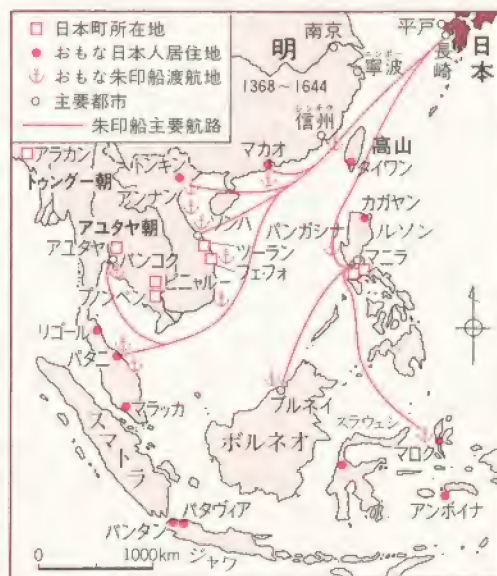 日本町所在地
おもな日本人居住地
おもな朱印船渡航地
主要都市
朱印船主要航路
明
1368～1644
南京
ニンポー
寧波
平戸
長崎
日本
シンチウ
信州
高山
タイワン
マカオ
トンキン
アンナン
アラカン
トゥングー朝
アユタヤ朝
アユタヤ
バンコク
ピニャルー
プノンペン
ツーラン
フェフォ
パンガシナ
カガヤン
ルソン
マニラ
リゴール
パタニ
マラッカ
スマトラ
ブルネイ
ボルネオ
スラウェシ
マロク
アンボイナ
バタヴィア
バンタン
ジャワ
0
1000km